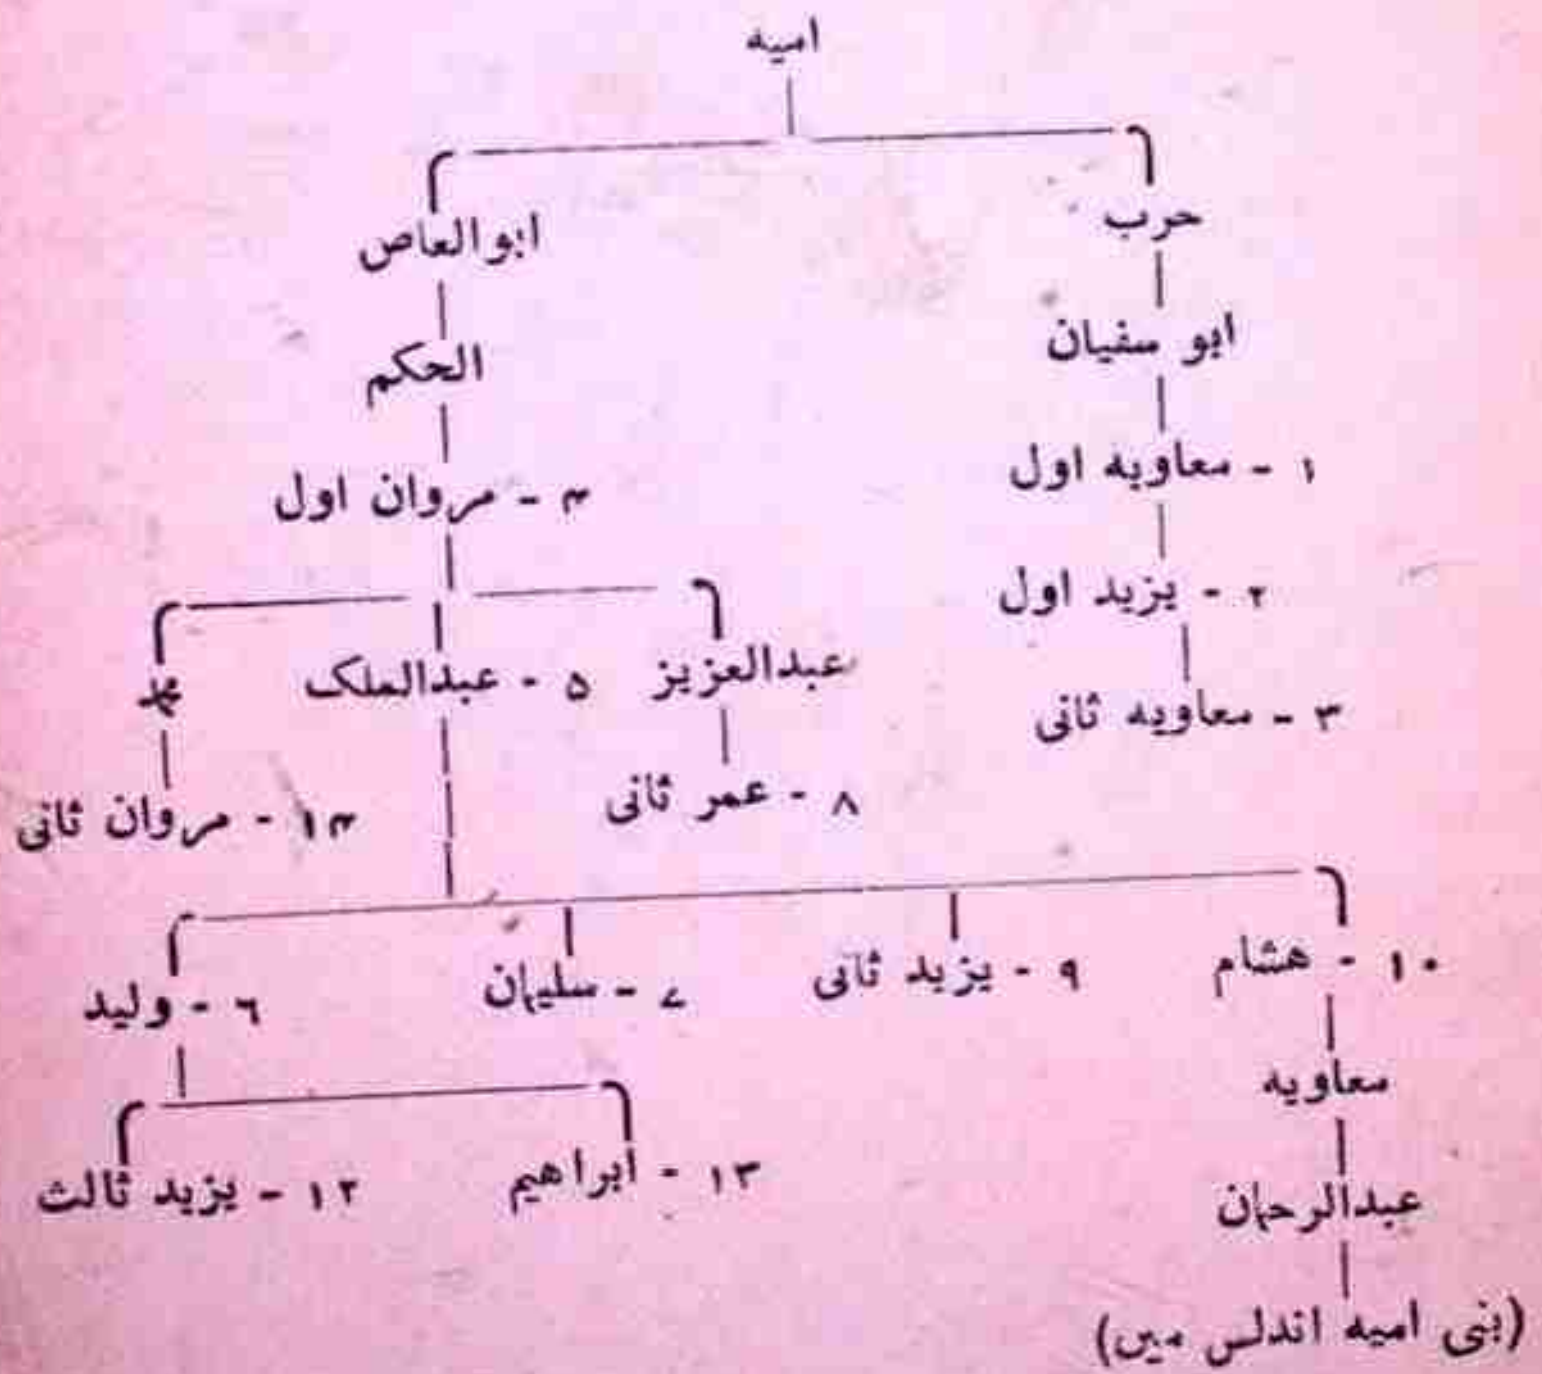 امیہ
حرب
ابوالعاص
ابو سفیان
الحکم
۱ - معاویہ اول
۴ - مروان اول
۲ - یزید اول
عبدالعزیز
۵ - عبدالملک
محمد
۳ - معاویہ ثانی
۸ - عمر ثانی
۱۴ - مروان ثانی
۱۰ - ھشام
۹ - یزید ثانی
۷ - سلیمان
۶ - ولید
معاویہ
۱۳ - ابراھیم
۱۲ - یزید ثالث
عبدالرحمان
(بنی امیہ اندلس میں)